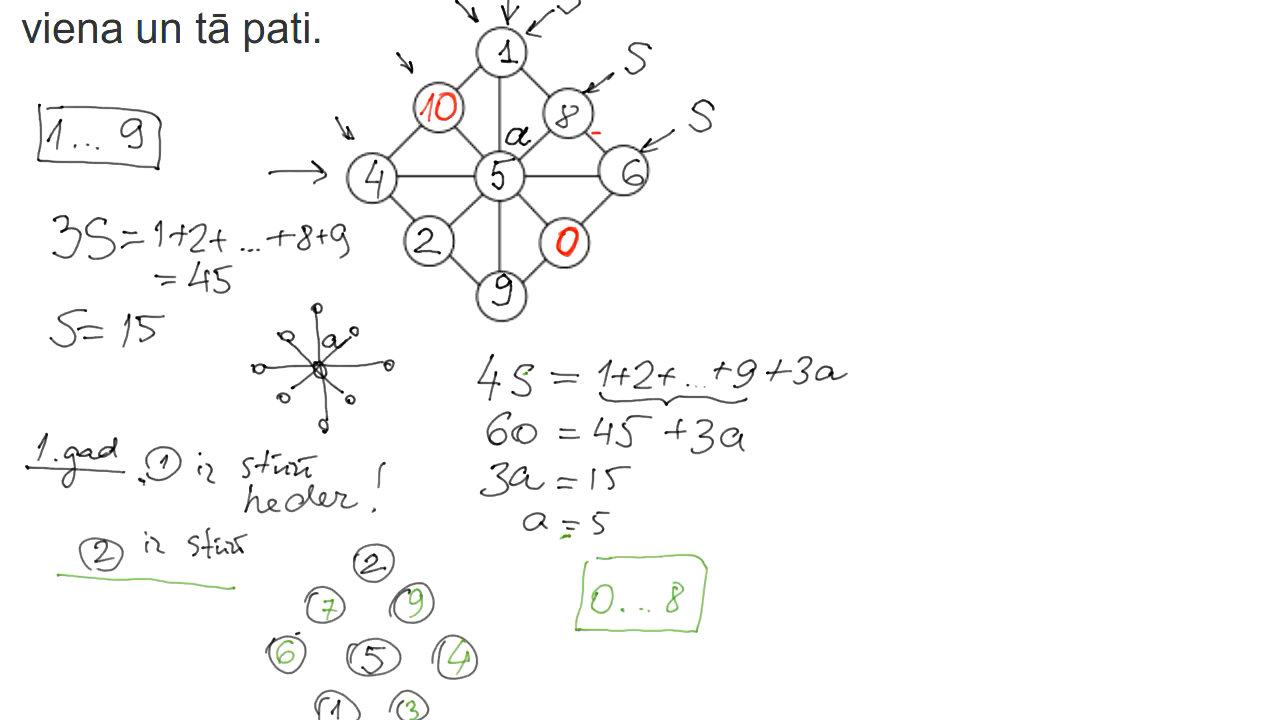 viena un tā pati.
1
S
10
8
S
a
1 ... 9
4
5
6
3S = 1+2+ ... +8+9
= 45
2
0
9
S = 15
a
4S = 1+2+ ... +9 +3a
60 = 45 + 3a
1. gad ① ir stūrī
neder!
3a = 15
a = 5
② ir stūrī
2
7
9
0 ... 8
6
5
4
1
3